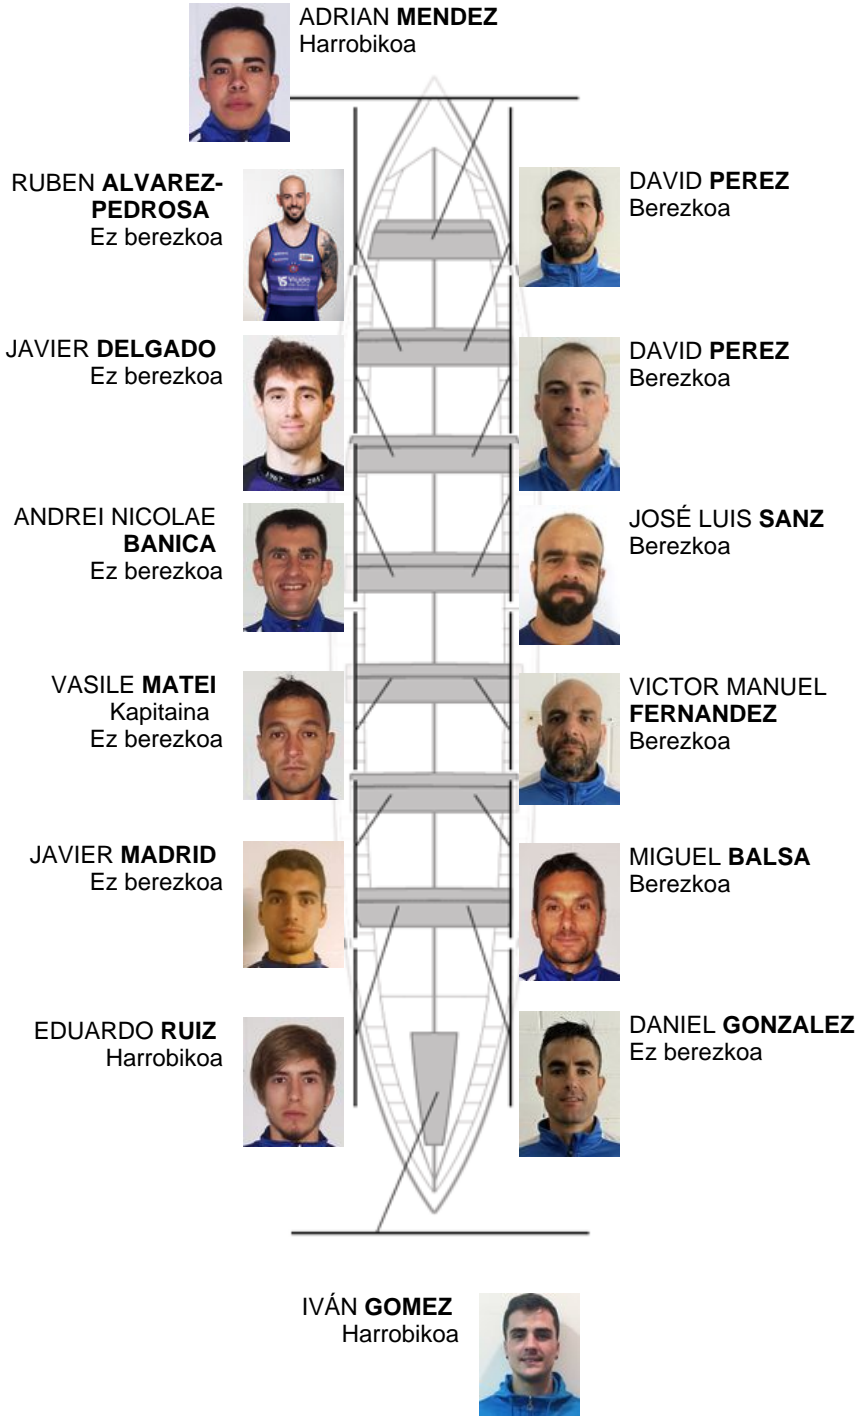 ADRIAN MENDEZ
Harrobikoa
RUBEN ALVAREZ-
PEDROSA
Ez berezkoa
DAVID PEREZ
Berezkoa
JAVIER DELGADO
Ez berezkoa
DAVID PEREZ
Berezkoa
1967 2017
ANDREI NICOLAE
BANICA
Ez berezkoa
JOSÉ LUIS SANZ
Berezkoa
VASILE MATEI
Kapitaina
Ez berezkoa
VICTOR MANUEL
FERNANDEZ
Berezkoa
JAVIER MADRID
Ez berezkoa
MIGUEL BALSA
Berezkoa
EDUARDO RUIZ
Harrobikoa
DANIEL GONZALEZ
Ez berezkoa
IVÁN GOMEZ
Harrobikoa